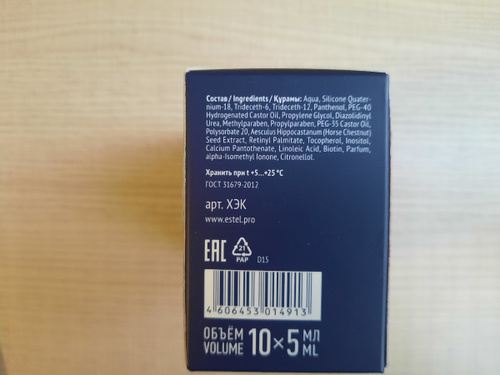 Состав / Ingredients / Құрамы: Aqua, Silicone Quater-
nium-18, Trideceth-6, Trideceth-12, Panthenol, PEG-40
Hydrogenated Castor Oil, Propylene Glycol, Diazolidinyl
Urea, Methylparaben, Propylparaben, PEG-35 Castor Oil,
Polysorbate 20, Aesculus Hippocastanum (Horse Chestnut)
Seed Extract, Retinyl Palmitate, Tocopherol, Inositol,
Calcium Pantothenate, Linoleic Acid, Biotin, Parfum,
alpha-Isomethyl Ionone, Citronellol.
Хранить при t +5...+25 °C
ГОСТ 31679-2012
арт. ХЭК
www.estel.pro
EAC
21
PAP
D15
4 606453 014913
ОБЪЁМ
VOLUME
10×5 МЛ
ML